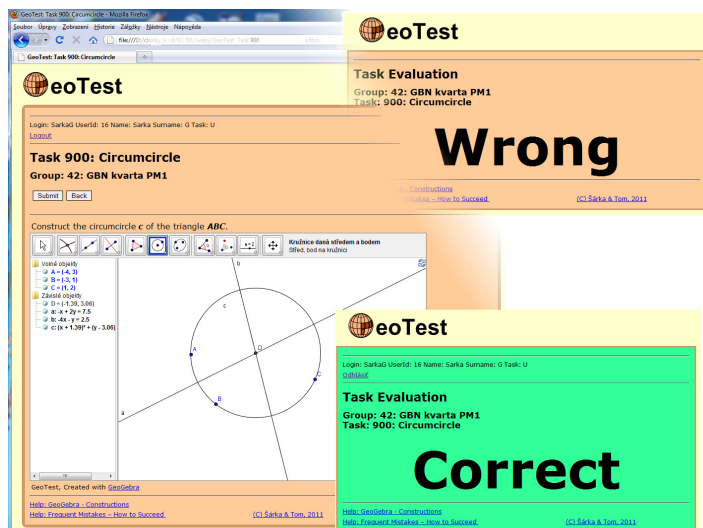 GeoTest: Task 900: Circumcircle - Mozilla Firefox
Soubor Úpravy Zobrazení Historie Záložky Nástroje Nápověda
GeoTest: Task 900: Circumcircle
eoTest
Login: SarkaG UserId: 16 Name: Sarka Surname: G Task: U
Logout
Task 900: Circumcircle
Group: 42: GBN kvarta PM1
Submit Back
Construct the circumcircle c of the triangle ABC.
a=2
Kružnice daná středem a bodem
Střed, bod na kružnici
Volné objekty
A = (-4, 3)
B = (-3, 1)
C = (1, 2)
Závislé objekty
D = (-1.39, 3.06)
a: -x + 2y = 7.5
b: -4x - y = 2.5
c: (x + 1.39)² + (y - 3.06)
b
c
A
D
C
B
a
GeoTest, Created with GeoGebra
Help: GeoGebra - Constructions
Help: Frequent Mistakes – How to Succeed
(C) Šárka & Tom, 2011
eoTest
Task Evaluation
Group: 42: GBN kvarta PM1
Task: 900: Circumcircle
Wrong
- Constructions
Mistakes – How to Succeed
(C) Šárka & Tom, 2011
eoTest
Login: SarkaG UserId: 16 Name: Sarka Surname: G Task: U
Odhlásiť
Task Evaluation
Group: 42: GBN kvarta PM1
Task: 900: Circumcircle
Correct
Help: GeoGebra - Constructions
Help: Frequent Mistakes – How to Succeed
(C) Šárka & Tom, 2011